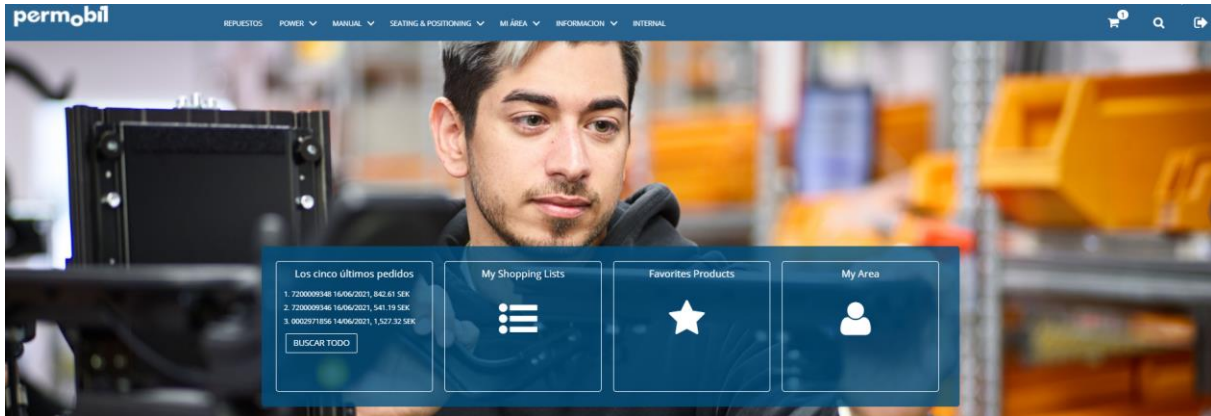 permobil
REPUESTOS POWER MANUAL SEATING & POSITIONING MI ÁREA INFORMACION INTERNAL
1
Los cinco últimos pedidos
1. 7200009348 16/06/2021, 842.61 SEK
2. 7200009346 16/06/2021, 541.19 SEK
3. 0002971856 14/06/2021, 1,527.32 SEK
BUSCAR TODO
My Shopping Lists
Favorites Products
My Area